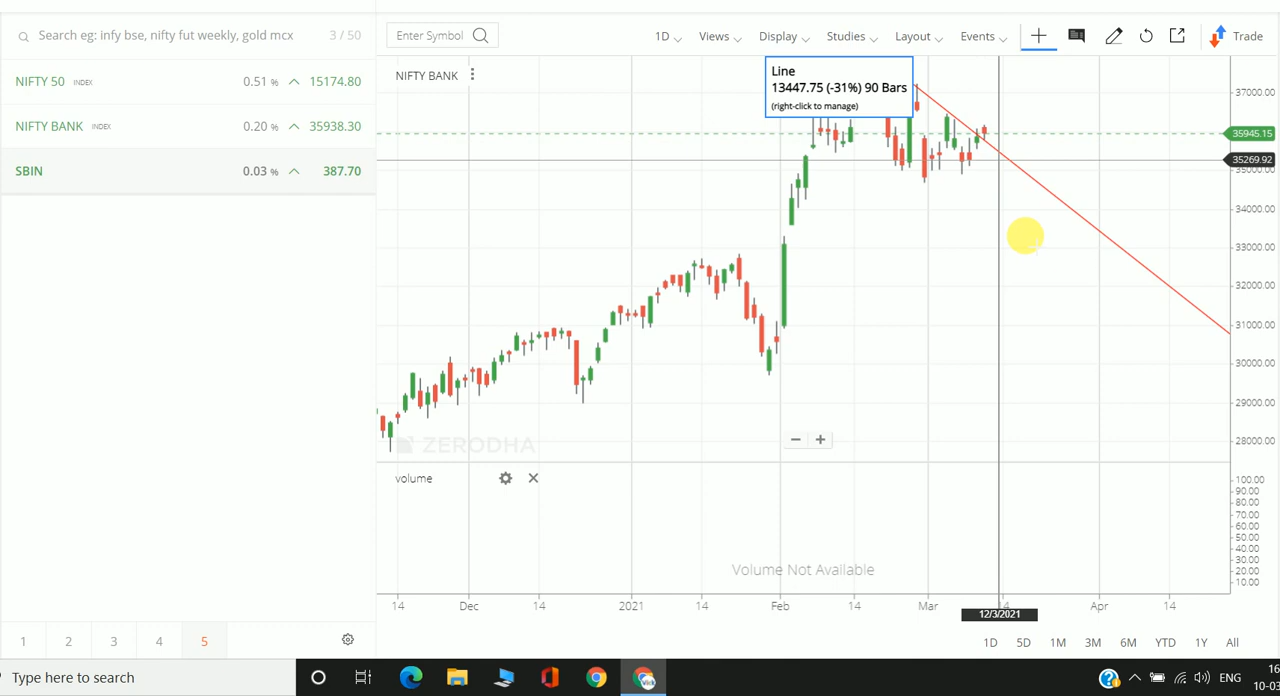 Search eg: infy bse, nifty fut weekly, gold mcx 3 / 50
NIFTY 50 INDEX 0.51 % 15174.80
NIFTY BANK INDEX 0.20 % 35938.30
SBIN 0.03 % 387.70
1 2 3 4 5
Enter Symbol 1D Views Display Studies Layout Events Trade
NIFTY BANK
Line
13447.75 (-31%) 90 Bars
(right-click to manage)
37000.00
35945.15
35269.92
35000.00
34000.00
33000.00
32000.00
31000.00
30000.00
29000.00
28000.00
ZERODHA
− +
volume
100.00
90.00
80.00
70.00
60.00
50.00
40.00
30.00
20.00
10.00
Volume Not Available
14 Dec 14 2021 14 Feb 14 Mar 14 Apr 14
12/3/2021
1D 5D 1M 3M 6M YTD 1Y All
Type here to search
Vick
ENG
16
10-03